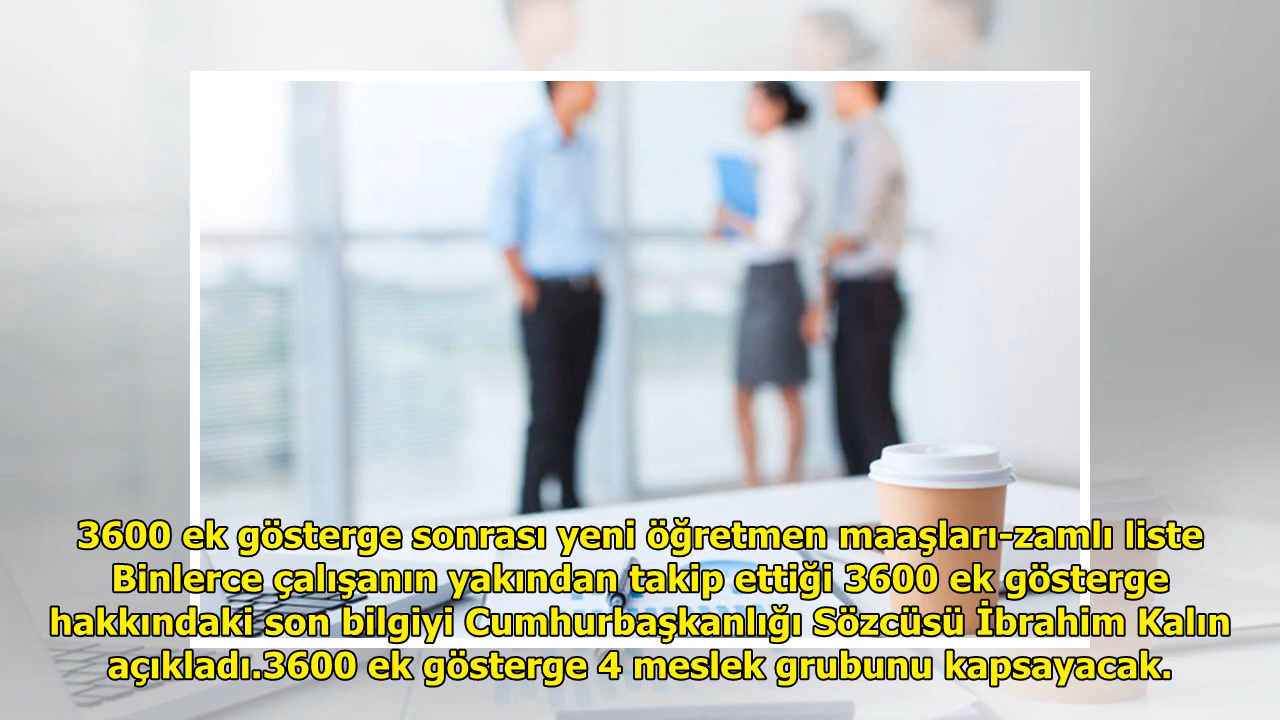 3600 ek gösterge sonrası yeni öğretmen maaşları-zamlı liste
Binlerce çalışanın yakından takip ettiği 3600 ek gösterge
hakkındaki son bilgiyi Cumhurbaşkanlığı Sözcüsü İbrahim Kalın
açıkladı.3600 ek gösterge 4 meslek grubunu kapsayacak.